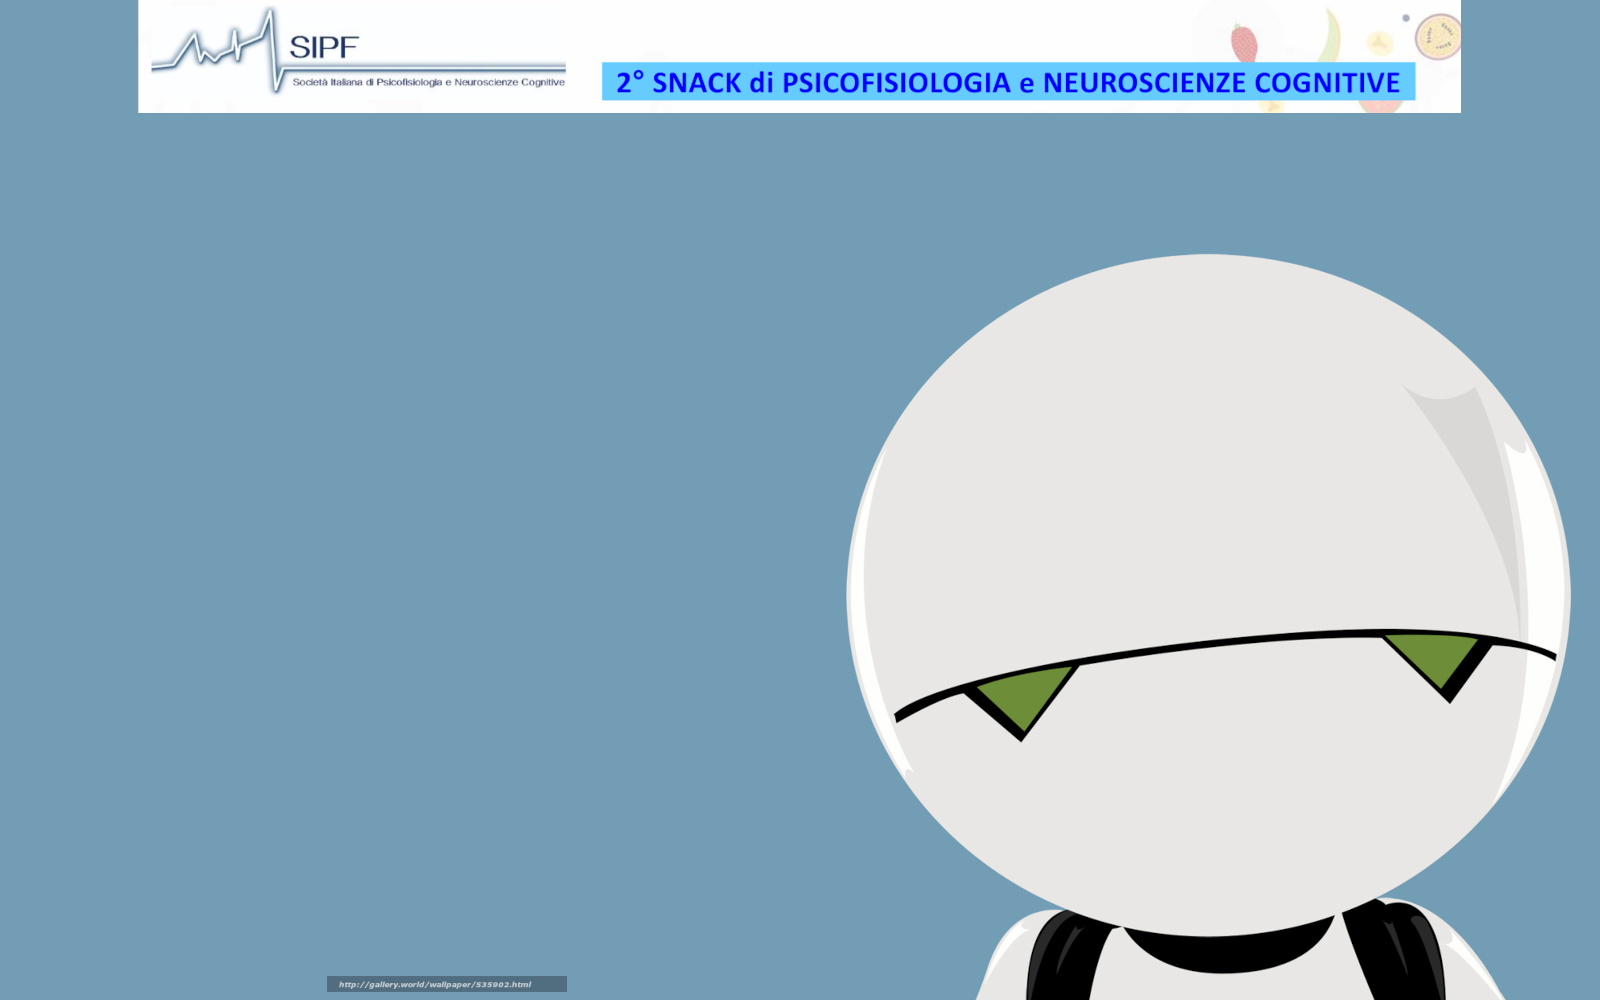 SIPF
Società Italiana di Psicofisiologia e Neuroscienze Cognitive
2° SNACK di PSICOFISIOLOGIA e NEUROSCIENZE COGNITIVE
http://gallery.world/wallpaper/535902.html